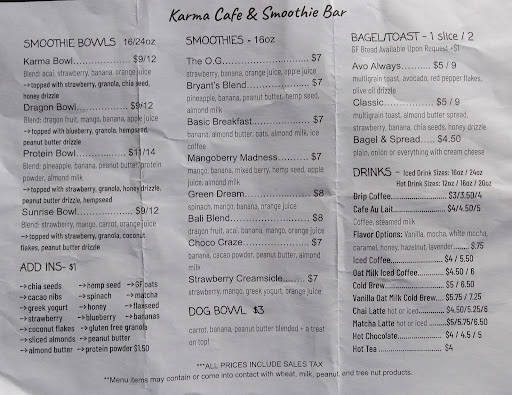 Karma Cafe & Smoothie Bar
SMOOTHIE BOWLS 16/24oz
Karma Bowl..............$9/12
Blend: acai, strawberry, banana, orange juice
→topped with strawberry, granola, chia seed,
honey drizzle
Dragon Bowl............$9/12
Blend: dragon fruit, mango, banana, apple juice
→topped with blueberry, granola, hempseed,
peanut butter drizzle
Protein Bowl............$11/14
Blend: pineapple, banana, peanut butter, protein
powder, almond milk
→topped with strawberry, granola, honey drizzle,
peanut butter drizzle, hempseed
Sunrise Bowl............$9/12
Blend: strawberry, mango, carrot, orange juice
→topped with strawberry, granola, coconut
flakes, peanut butter drizzle
ADD INS- $1
→chia seeds →hemp seed →GF oats
→cacao nibs →spinach →matcha
→greek yogurt →honey →flaxseed
→strawberry →blueberry →bananas
→coconut flakes →gluten free granola
→sliced almonds →peanut butter
→almond butter →protein powder $1.50
SMOOTHIES - 16oz
The O.G.................... $7
strawberry, banana, orange juice, apple juice
Bryant's Blend............ $7
pineapple, banana, peanut butter, hemp seed,
almond milk
Basic Breakfast........... $7
banana, almond butter, oats, almond milk, ice
coffee
Mangoberry Madness.......... $7
mango, banana, mixed berry, hemp seed, apple
juice, almond milk
Green Dream.............. $8
spinach, mango, banana, orange juice
Bali Blend................. $8
dragon fruit, acai, banana, mango, orange juice
Choco Craze.............. $7
banana, cacao powder, peanut butter, almond
milk
Strawberry Creamsicle........ $7
strawberry, mango, greek yogurt, orange juice
DOG BOWL $3
carrot, banana, peanut butter blended + a treat
on top!
BAGEL/TOAST - 1 slice / 2
GF Bread Available Upon Request +$1
Avo Always......... $5 / 9
multigrain toast, avocado, red pepper flakes,
olive oil drizzle
Classic............ $5 / 9
multigrain toast, almond butter spread,
strawberry, banana, chia seeds, honey drizzle
Bagel & Spread..... $4.50
plain, onion or everything with cream cheese
DRINKS - Iced Drink Sizes: 16oz / 24oz
Hot Drink Sizes: 12oz / 16oz / 20oz
Drip Coffee....................$3/3.50/4
Cafe Au Lait..................$4/4.50/5
Coffee, steamed milk
Flavor Options: Vanilla, mocha, white mocha,
caramel, honey, hazelnut, lavender...... $.75
Iced Coffee................... $4 / 5.50
Oat Milk Iced Coffee.......... $4.50 / 6
Cold Brew..................... $5 / 6.50
Vanilla Oat Milk Cold Brew.... $5.75 / 7.25
Chai Latte hot or iced........$4.50/5.25/6
Matcha Latte hot or iced .....$5/5.75/6.50
Hot Chocolate.................$4 / 4.5 / 5
Hot Tea ..................... $4
***ALL PRICES INCLUDE SALES TAX
**Menu items may contain or come into contact with wheat, milk, peanut, and tree nut products.